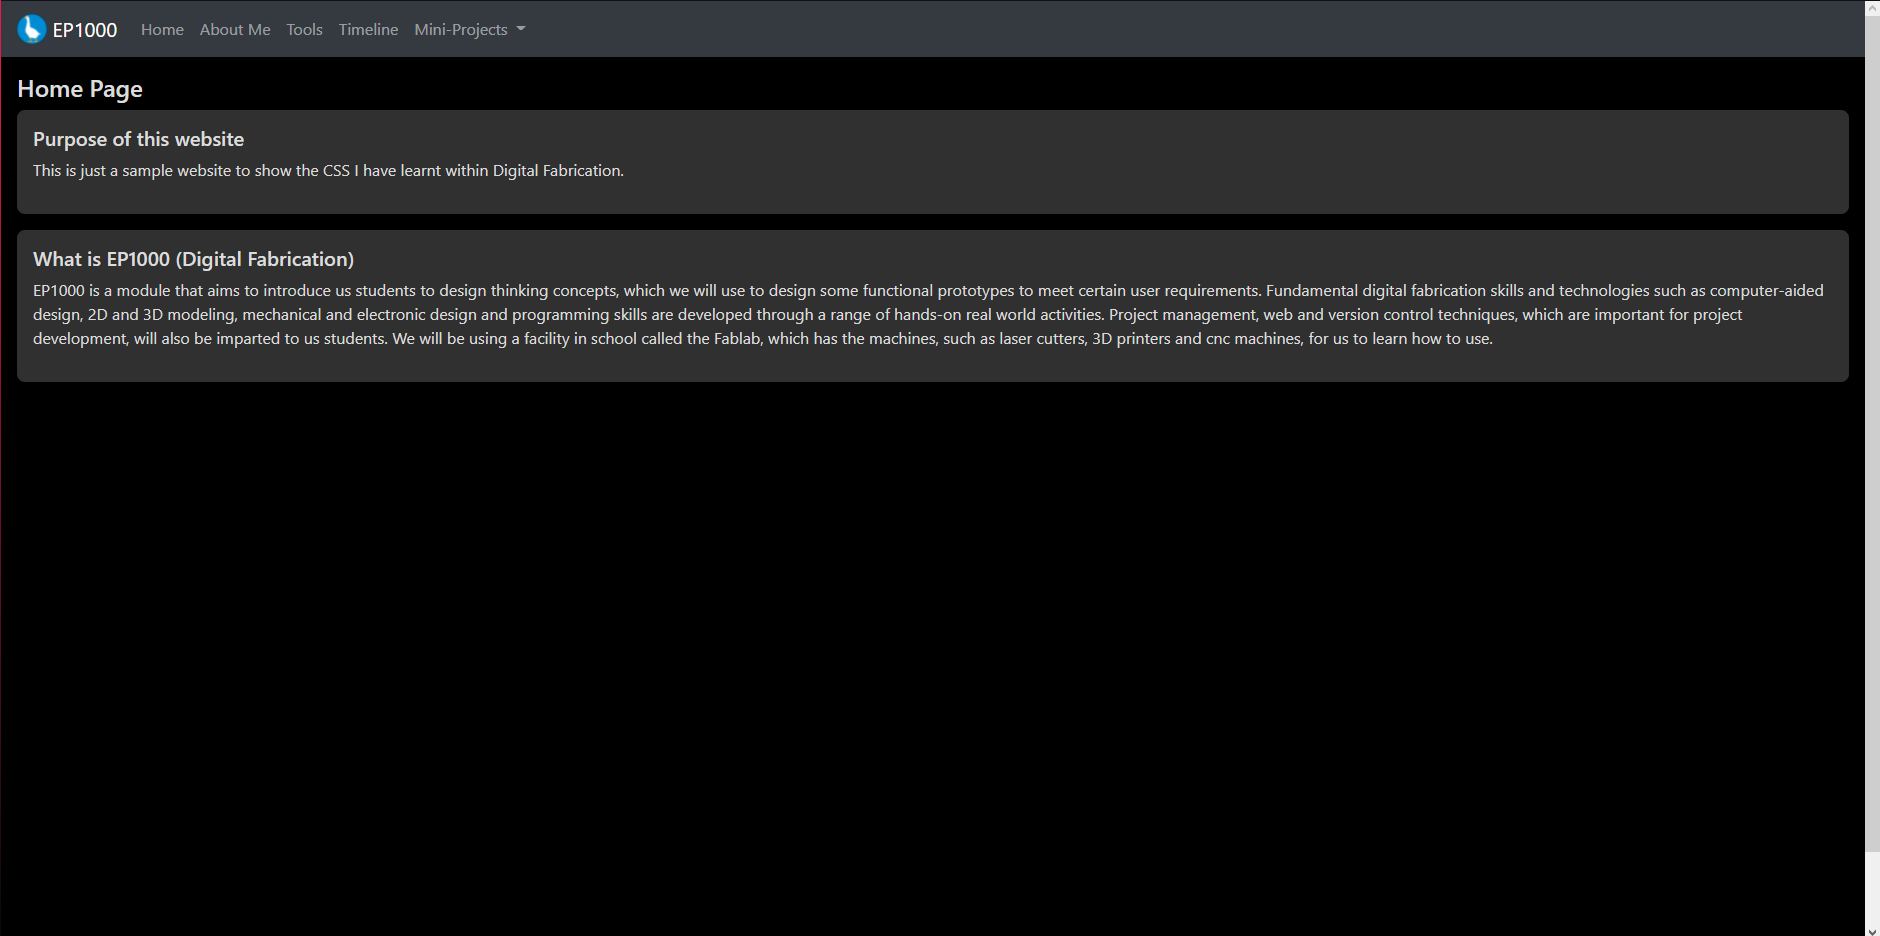 EP1000 Home About Me Tools Timeline Mini-Projects
Home Page
Purpose of this website
This is just a sample website to show the CSS I have learnt within Digital Fabrication.
What is EP1000 (Digital Fabrication)
EP1000 is a module that aims to introduce us students to design thinking concepts, which we will use to design some functional prototypes to meet certain user requirements. Fundamental digital fabrication skills and technologies such as computer-aided
design, 2D and 3D modeling, mechanical and electronic design and programming skills are developed through a range of hands-on real world activities. Project management, web and version control techniques, which are important for project
development, will also be imparted to us students. We will be using a facility in school called the Fablab, which has the machines, such as laser cutters, 3D printers and cnc machines, for us to learn how to use.